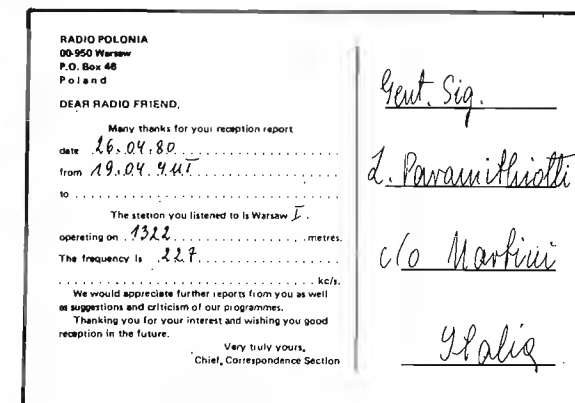 RADIO POLONIA
00-950 Warsaw
P.O. Box 46
Poland
DEAR RADIO FRIEND,
Many thanks for your reception report
date 26.04.80
from 19.04.
to
The station you listened to is Warsaw I.
operating on 1322 metres.
The frequency is 227
kc/s.
We would appreciate further reports from you as well
as suggestions and criticism of our programmes.
Thanking you for your interest and wishing you good
reception in the future.
Very truly yours,
Chief, Correspondence Section
Gent. Sig.
L. Paramithiotti
c/o Martini
Italia